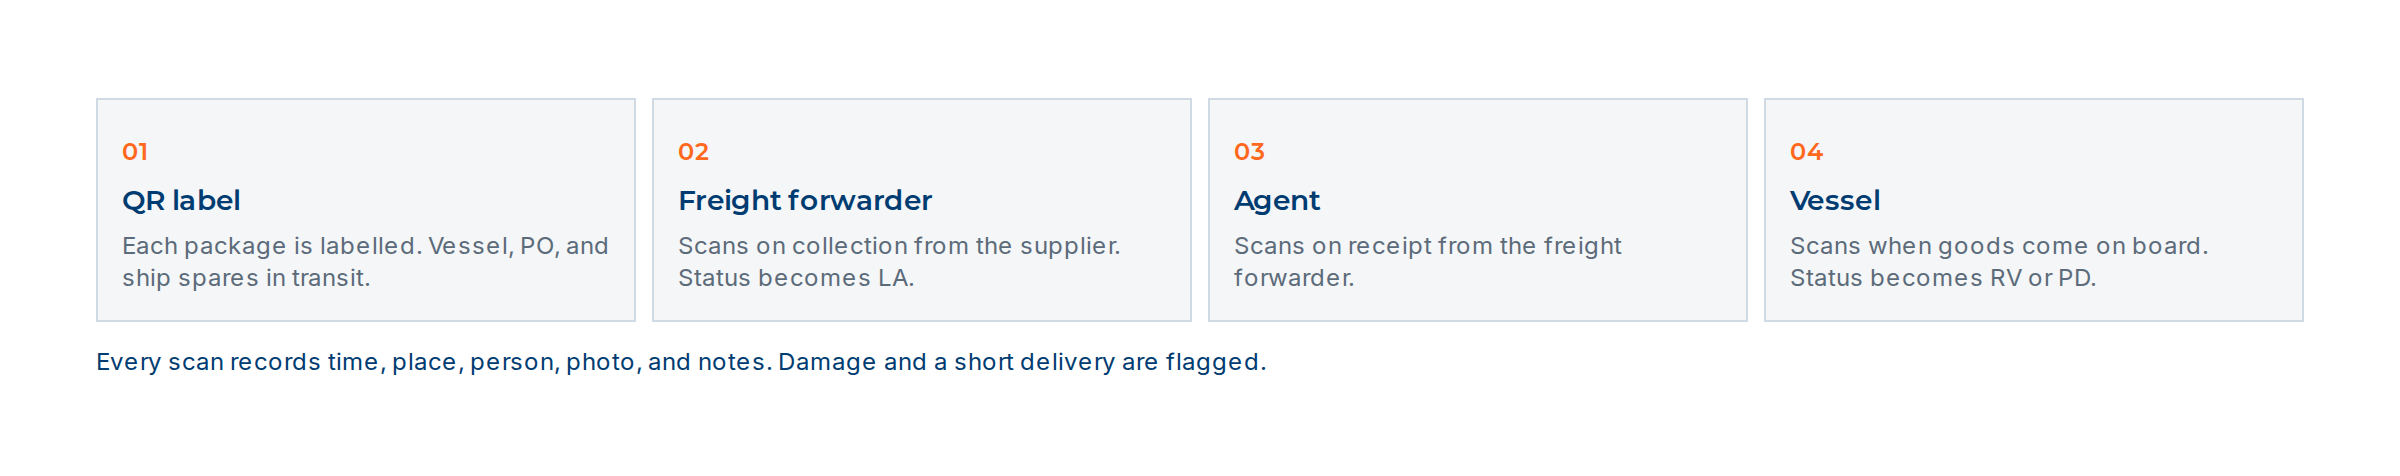 01
QR label
Each package is labelled. Vessel, PO, and
ship spares in transit.
02
Freight forwarder
Scans on collection from the supplier.
Status becomes LA.
03
Agent
Scans on receipt from the freight
forwarder.
04
Vessel
Scans when goods come on board.
Status becomes RV or PD.
Every scan records time, place, person, photo, and notes. Damage and a short delivery are flagged.